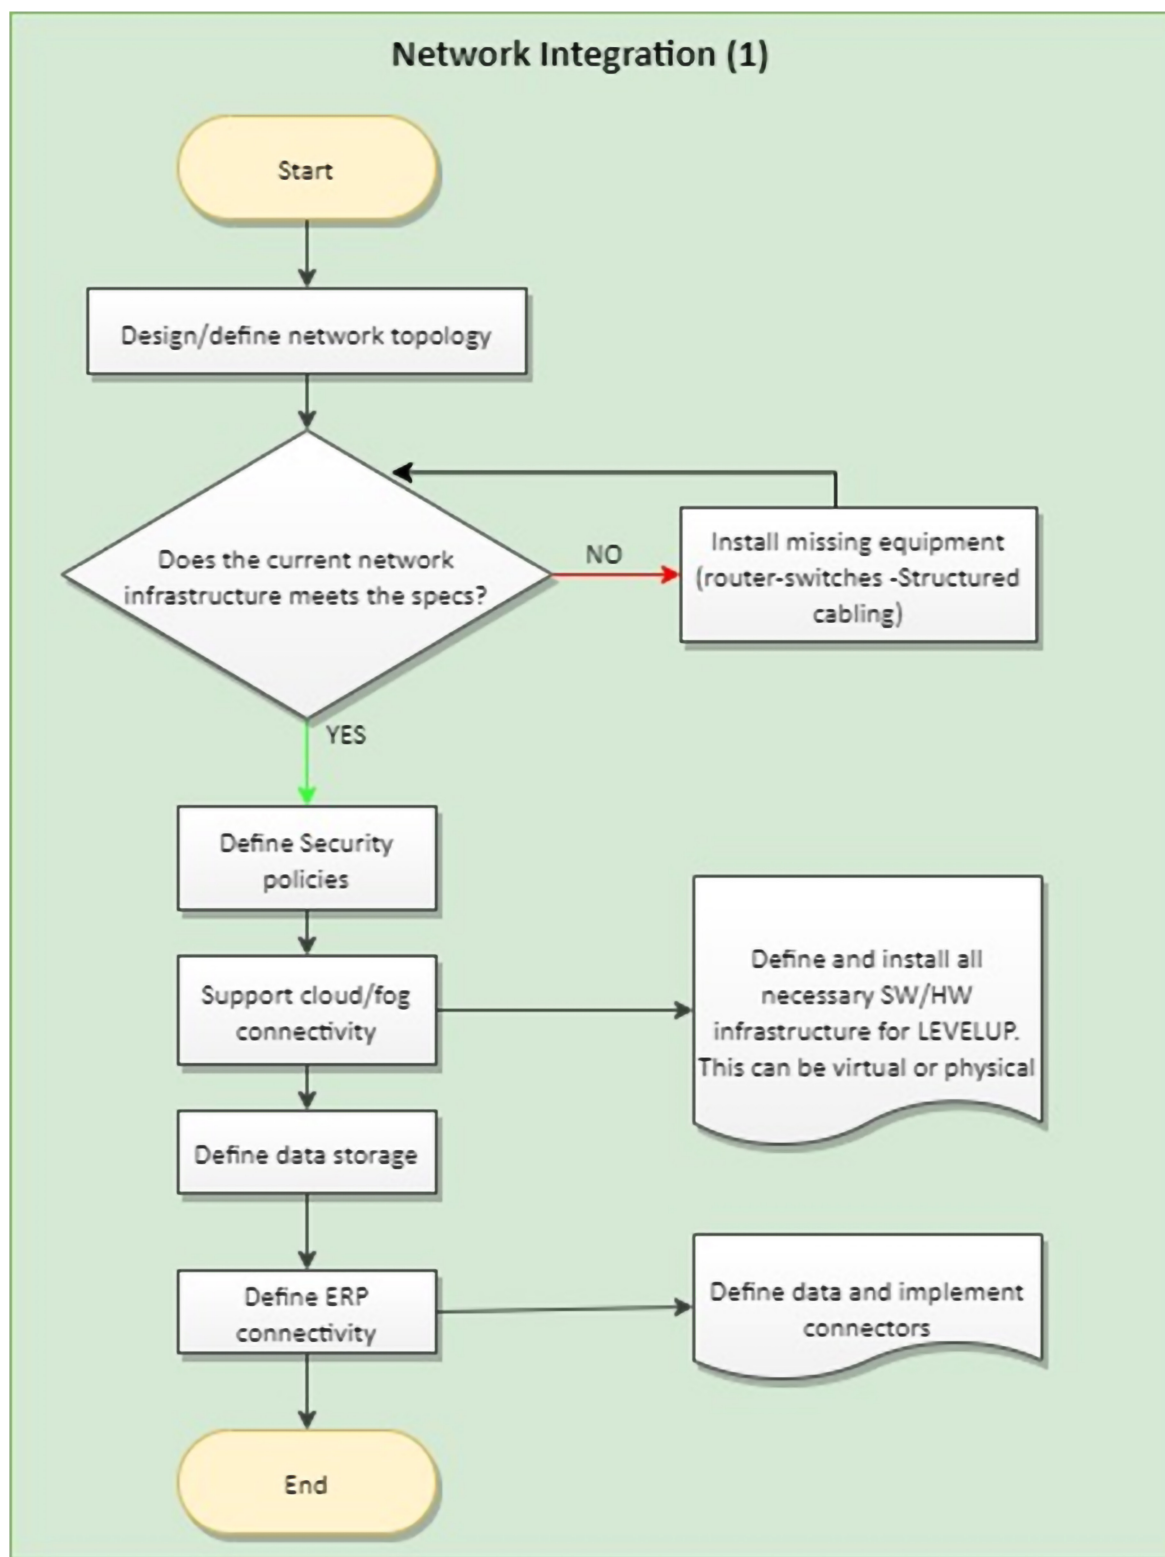 Network Integration (1)
Start
Design/define network topology
Does the current network
infrastructure meets the specs?
NO
Install missing equipment
(router-switches -Structured
cabling)
YES
Define Security
policies
Support cloud/fog
connectivity
Define and install all
necessary SW/HW
infrastructure for LEVELUP.
This can be virtual or physical
Define data storage
Define ERP
connectivity
Define data and implement
connectors
End